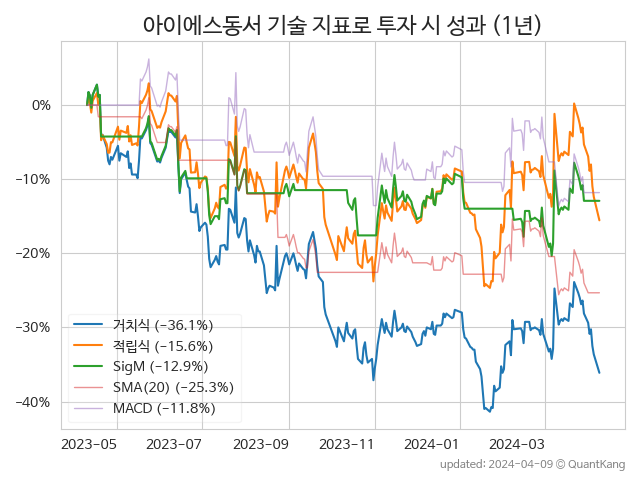 아이에스동서 기술 지표로 투자 시 성과 (1년)
0%
−10%
−20%
−30%
−40%
거치식 (−36.1%)
적립식 (−15.6%)
SigM (−12.9%)
SMA(20) (−25.3%)
MACD (−11.8%)
2023-05 2023-07 2023-09 2023-11 2024-01 2024-03
updated: 2024-04-09 © QuantKang